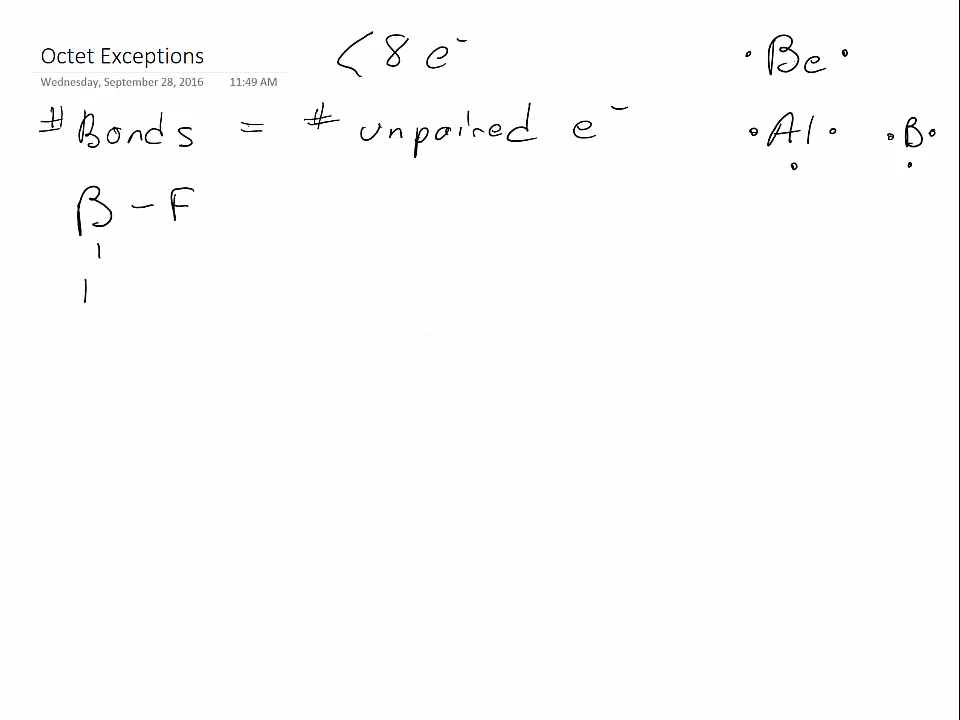 Octet Exceptions
Wednesday, September 28, 2016 11:49 AM
< 8 e⁻
·Be·
# Bonds = # unpaired e⁻
·Al· ·B·
B – F